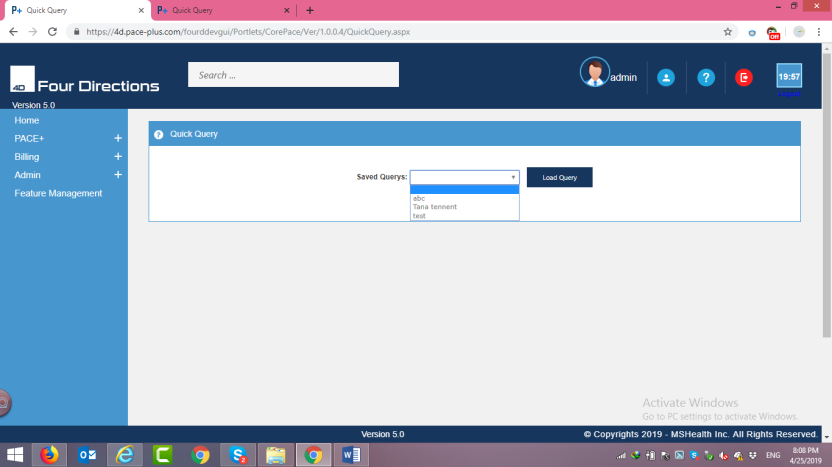 P+ Quick Query
P+ Quick Query
https://4d.pace-plus.com/fourddevgui/Portlets/CorePace/Ver/1.0.0.4/QuickQuery.aspx
Off
4D Four Directions
Search ...
admin
?
19:57
Version 5.0
Home
PACE+ +
Billing +
Admin +
Feature Management
? Quick Query
Saved Querys:
Load Query
abc
Tana tennent
test
Activate Windows
Go to PC settings to activate Windows.
Version 5.0
© Copyrights 2019 - MSHealth Inc. All Rights Reserved.
ENG
8:08 PM
4/25/2019